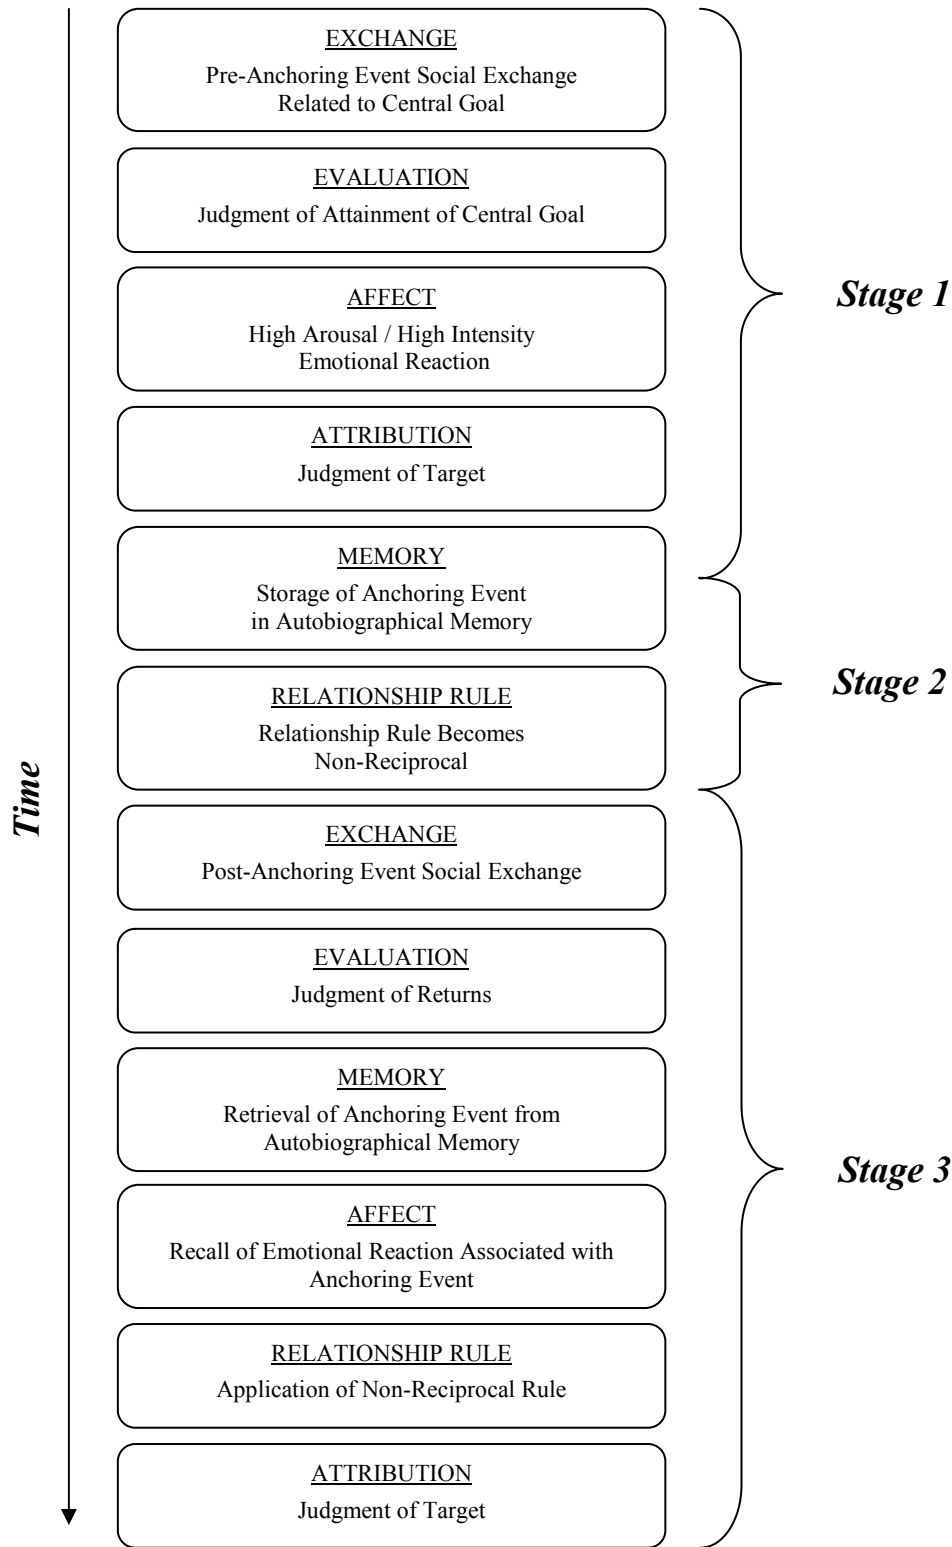 EXCHANGE
Pre-Anchoring Event Social Exchange
Related to Central Goal
EVALUATION
Judgment of Attainment of Central Goal
AFFECT
High Arousal / High Intensity
Emotional Reaction
Stage 1
ATTRIBUTION
Judgment of Target
MEMORY
Storage of Anchoring Event
in Autobiographical Memory
RELATIONSHIP RULE
Relationship Rule Becomes
Non-Reciprocal
Stage 2
Time
EXCHANGE
Post-Anchoring Event Social Exchange
EVALUATION
Judgment of Returns
MEMORY
Retrieval of Anchoring Event from
Autobiographical Memory
Stage 3
AFFECT
Recall of Emotional Reaction Associated with
Anchoring Event
RELATIONSHIP RULE
Application of Non-Reciprocal Rule
ATTRIBUTION
Judgment of Target